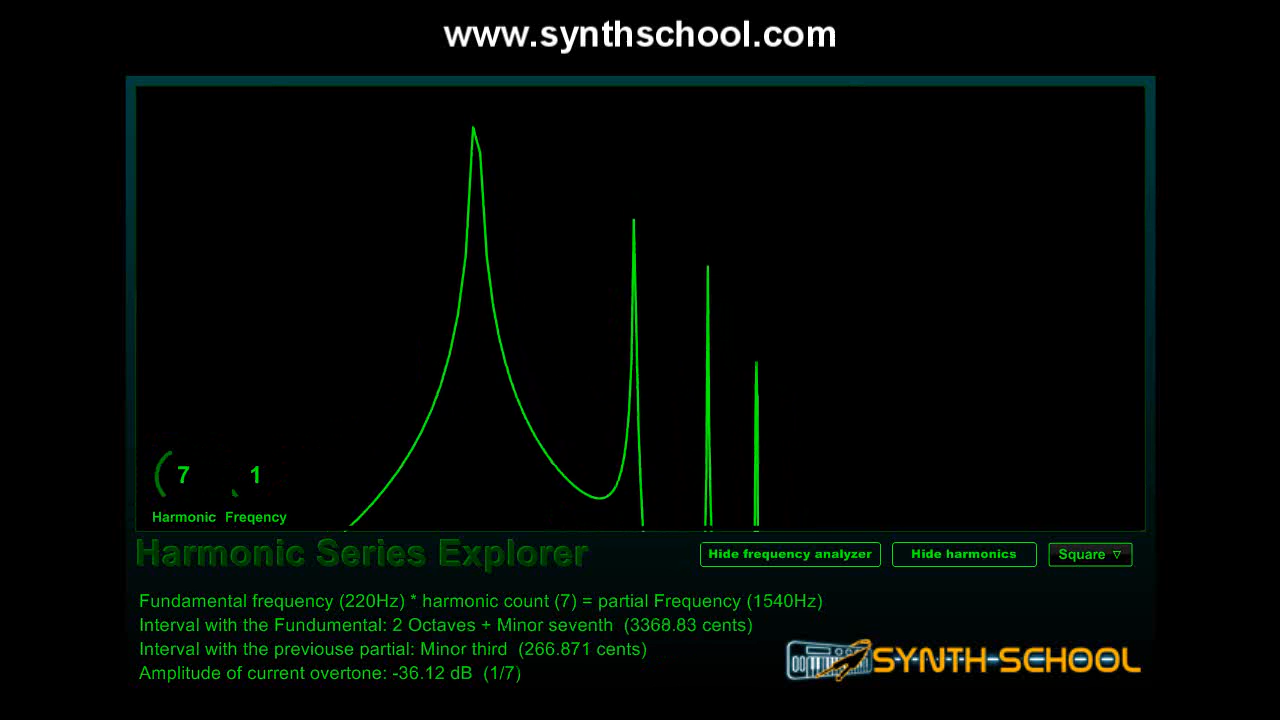 www.synthschool.com
7 1
Harmonic Freqency
Harmonic Series Explorer
Hide frequency analyzer Hide harmonics Square ▽
Fundamental frequency (220Hz) * harmonic count (7) = partial Frequency (1540Hz)
Interval with the Fundumental: 2 Octaves + Minor seventh (3368.83 cents)
Interval with the previouse partial: Minor third (266.871 cents)
Amplitude of current overtone: -36.12 dB (1/7)
SYNTH-SCHOOL